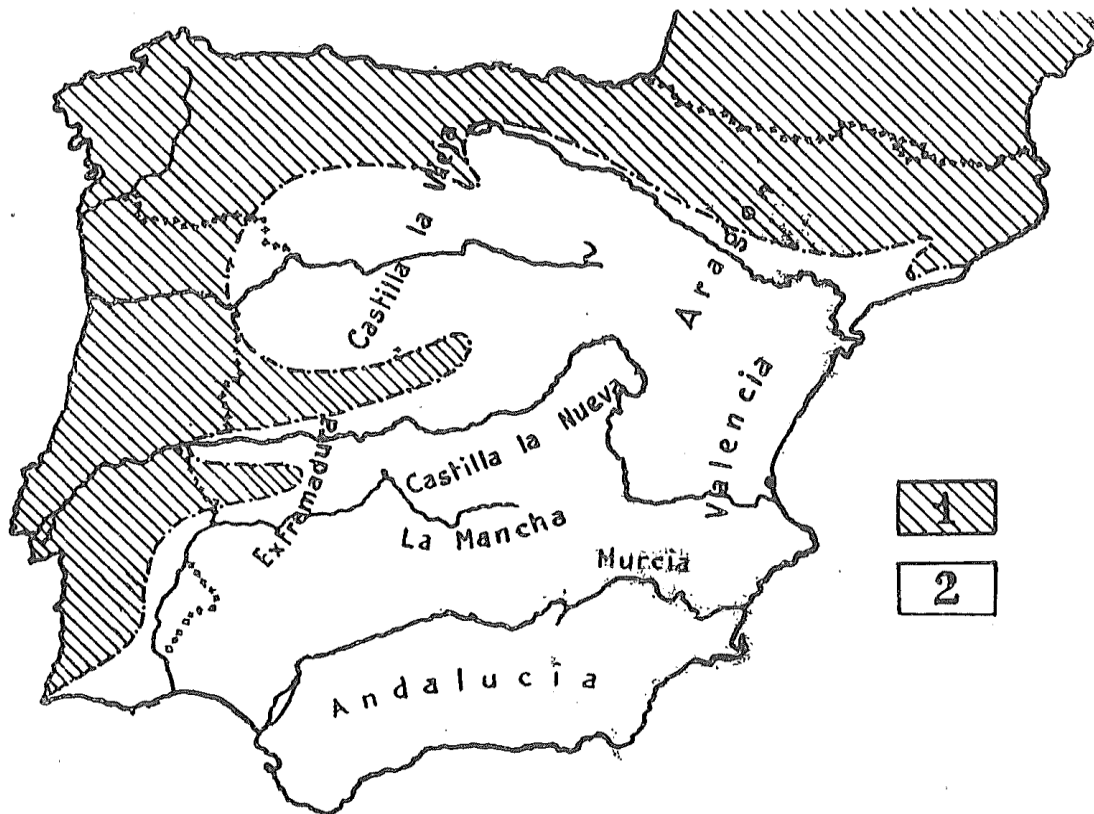 Castilla la Vieja
Aragón
Castilla la Nueva
Valencia
Extramadura
La Mancha
Murcia
Andalucía
1
2